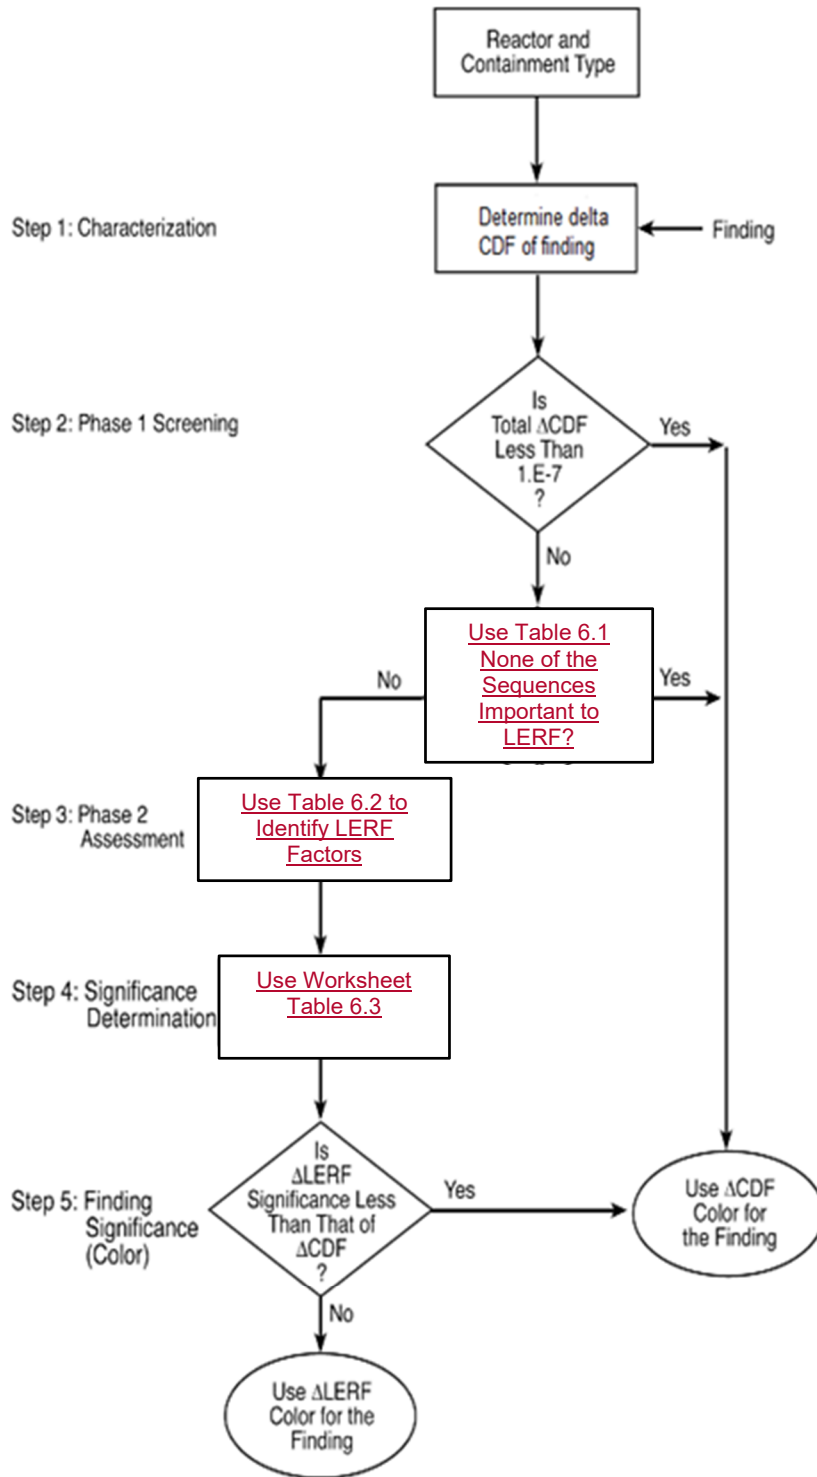 Reactor and
Containment Type
Step 1: Characterization
Determine delta
CDF of finding
Finding
Step 2: Phase 1 Screening
Is
Total ΔCDF
Less Than
1.E-7
?
Yes
No
Use Table 6.1
None of the
Sequences
Important to
LERF?
No
Yes
Step 3: Phase 2
Assessment
Use Table 6.2 to
Identify LERF
Factors
Step 4: Significance
Determination
Use Worksheet
Table 6.3
Step 5: Finding
Significance
(Color)
Is
ΔLERF
Significance Less
Than That of
ΔCDF
?
Yes
No
Use ΔCDF
Color for
the Finding
Use ΔLERF
Color for the
Finding